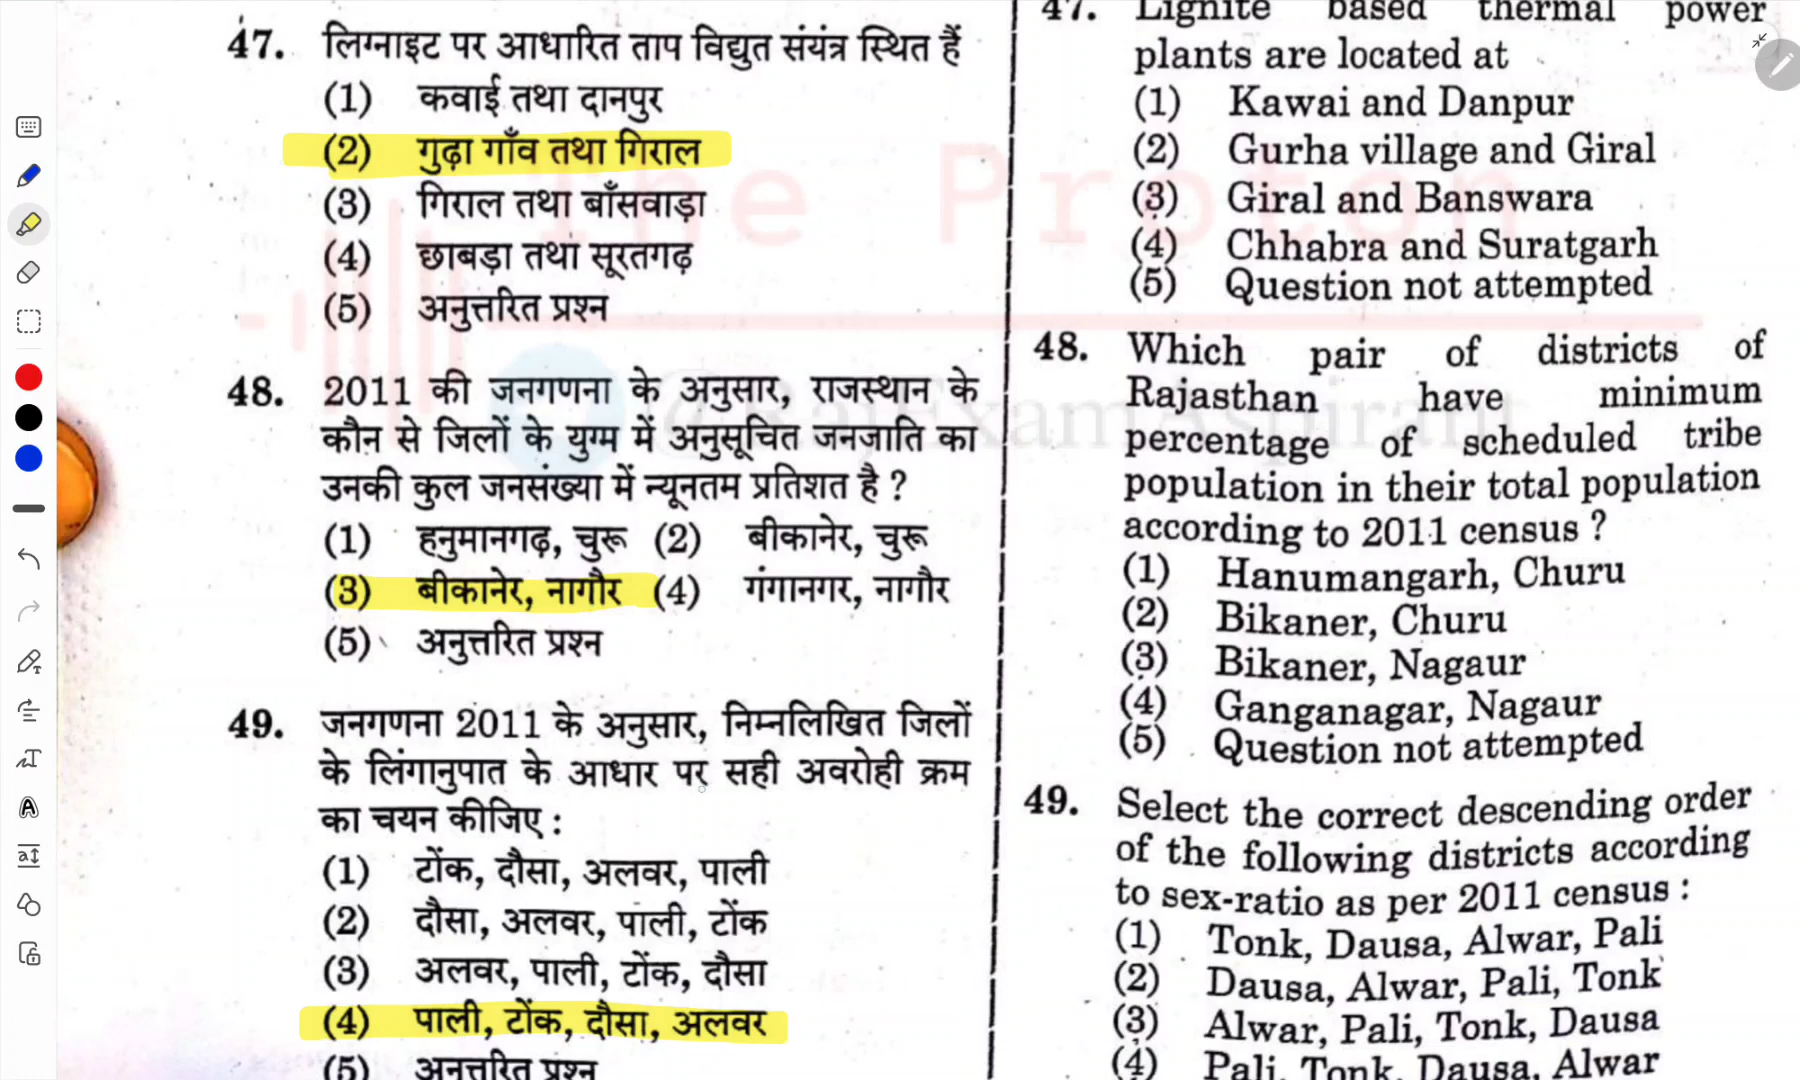 47. लिग्नाइट पर आधारित ताप विद्युत संयंत्र स्थित हैं
(1) कवाई तथा दानपुर
(2) गुढ़ा गाँव तथा गिराल
(3) गिराल तथा बाँसवाड़ा
(4) छाबड़ा तथा सूरतगढ़
(5) अनुत्तरित प्रश्न
48. 2011 की जनगणना के अनुसार, राजस्थान के
कौन से जिलों के युग्म में अनुसूचित जनजाति का
उनकी कुल जनसंख्या में न्यूनतम प्रतिशत है ?
(1) हनुमानगढ़, चुरू (2) बीकानेर, चुरू
(3) बीकानेर, नागौर (4) गंगानगर, नागौर
(5) अनुत्तरित प्रश्न
49. जनगणना 2011 के अनुसार, निम्नलिखित जिलों
के लिंगानुपात के आधार पर सही अवरोही क्रम
का चयन कीजिए :
(1) टोंक, दौसा, अलवर, पाली
(2) दौसा, अलवर, पाली, टोंक
(3) अलवर, पाली, टोंक, दौसा
(4) पाली, टोंक, दौसा, अलवर
(5) अनुत्तरित प्रश्न
47. Lignite based thermal power
plants are located at
(1) Kawai and Danpur
(2) Gurha village and Giral
(3) Giral and Banswara
(4) Chhabra and Suratgarh
(5) Question not attempted
48. Which pair of districts of
Rajasthan have minimum
percentage of scheduled tribe
population in their total population
according to 2011 census ?
(1) Hanumangarh, Churu
(2) Bikaner, Churu
(3) Bikaner, Nagaur
(4) Ganganagar, Nagaur
(5) Question not attempted
49. Select the correct descending order
of the following districts according
to sex-ratio as per 2011 census :
(1) Tonk, Dausa, Alwar, Pali
(2) Dausa, Alwar, Pali, Tonk
(3) Alwar, Pali, Tonk, Dausa
(4) Pali, Tonk, Dausa, Alwar
The Proton
@RajExamAspirant